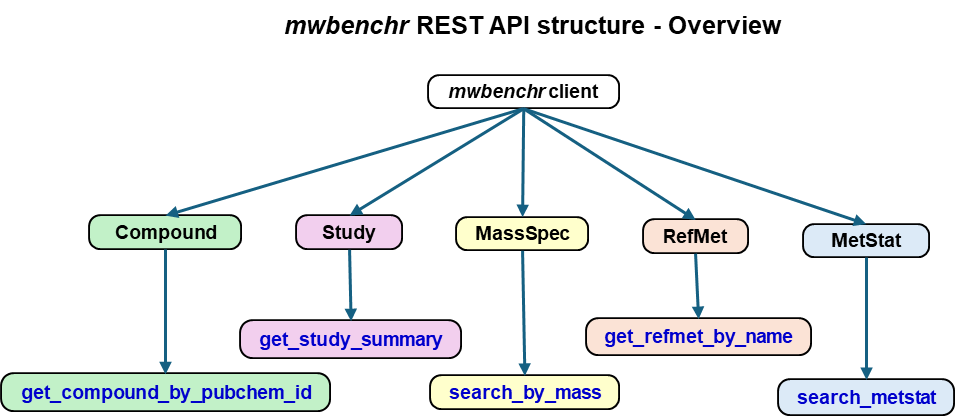 mwbenchr REST API structure - Overview
mwbenchr client
Compound
Study
MassSpec
RefMet
MetStat
get_study_summary
get_refmet_by_name
get_compound_by_pubchem_id
search_by_mass
search_metstat